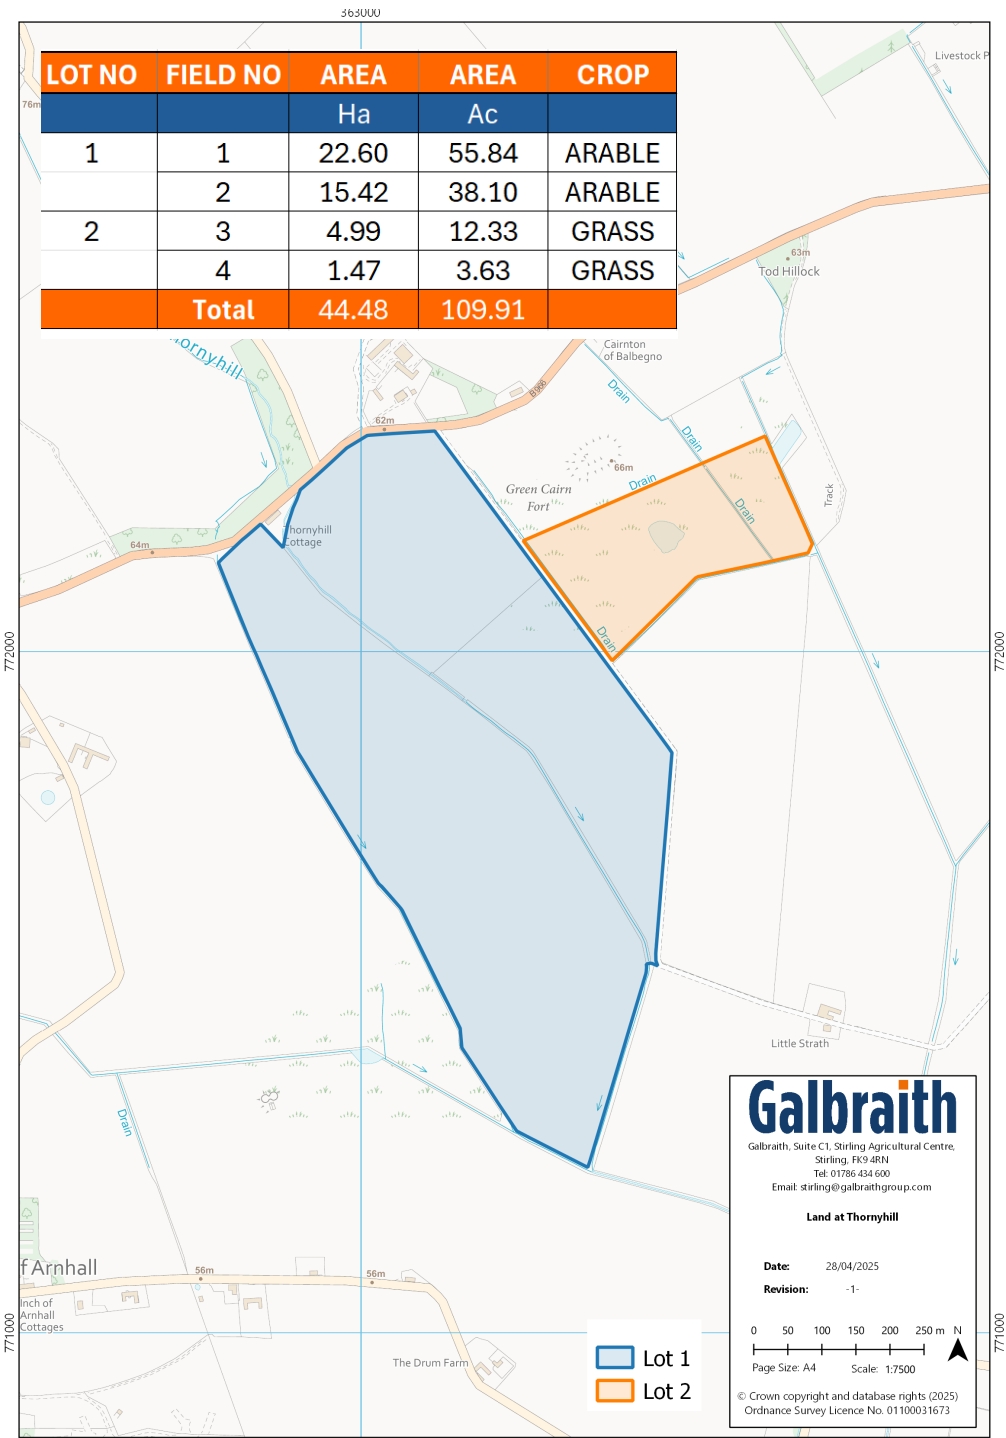 363000
LOT NO FIELD NO AREA AREA CROP
Ha Ac
1 1 22.60 55.84 ARABLE
2 15.42 38.10 ARABLE
2 3 4.99 12.33 GRASS
4 1.47 3.63 GRASS
Total 44.48 109.91
Livestock P
76m
63m
Tod Hillock
hornyhill
Cairnton
of Balbegno
Drain
B966
62m
Drain
66m
Drain
Green Cairn
Fort
Track
Drain
Thornyhill
Cottage
64m
Drain
772000
772000
Little Strath
Drain
f Arnhall
56m
56m
Inch of
Arnhall
Cottages
771000
771000
The Drum Farm
Lot 1
Lot 2
Galbraith
Galbraith, Suite C1, Stirling Agricultural Centre,
Stirling, FK9 4RN
Tel: 01786 434 600
Email: stirling@galbraithgroup.com
Land at Thornyhill
Date: 28/04/2025
Revision: -1-
0 50 100 150 200 250 m N
Page Size: A4 Scale: 1:7500
© Crown copyright and database rights (2025)
Ordnance Survey Licence No. 01100031673